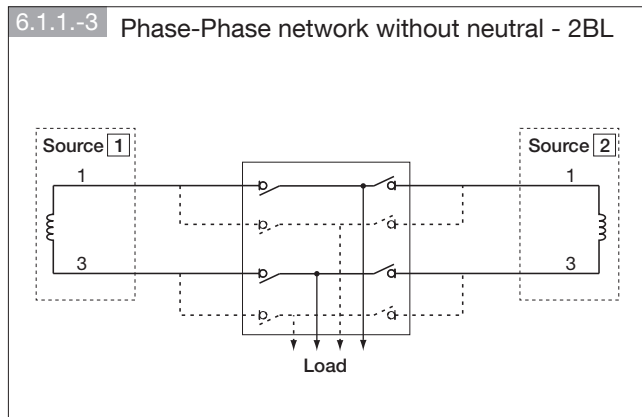 6.1.1.-3 Phase-Phase network without neutral - 2BL
Source 1
Source 2
1
1
3
3
Load